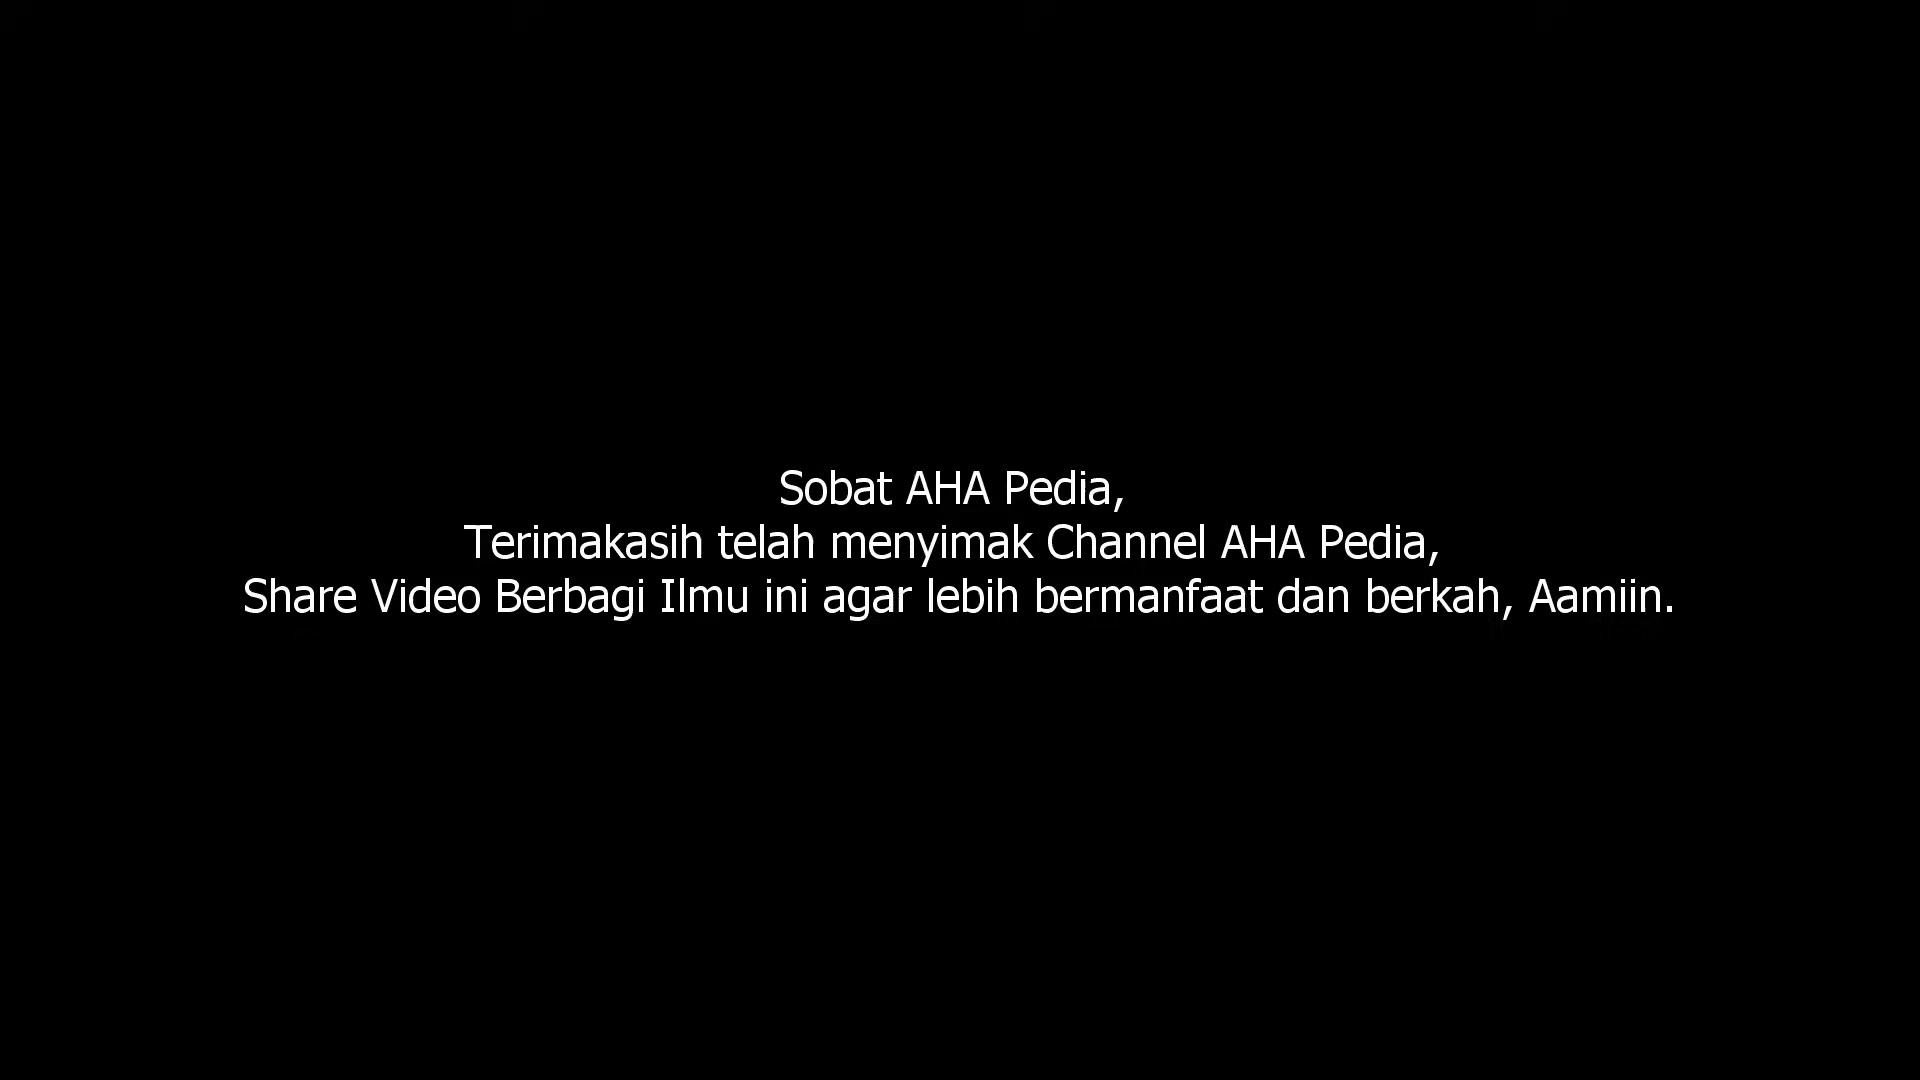 Sobat AHA Pedia,
Terimakasih telah menyimak Channel AHA Pedia,
Share Video Berbagi Ilmu ini agar lebih bermanfaat dan berkah, Aamiin.